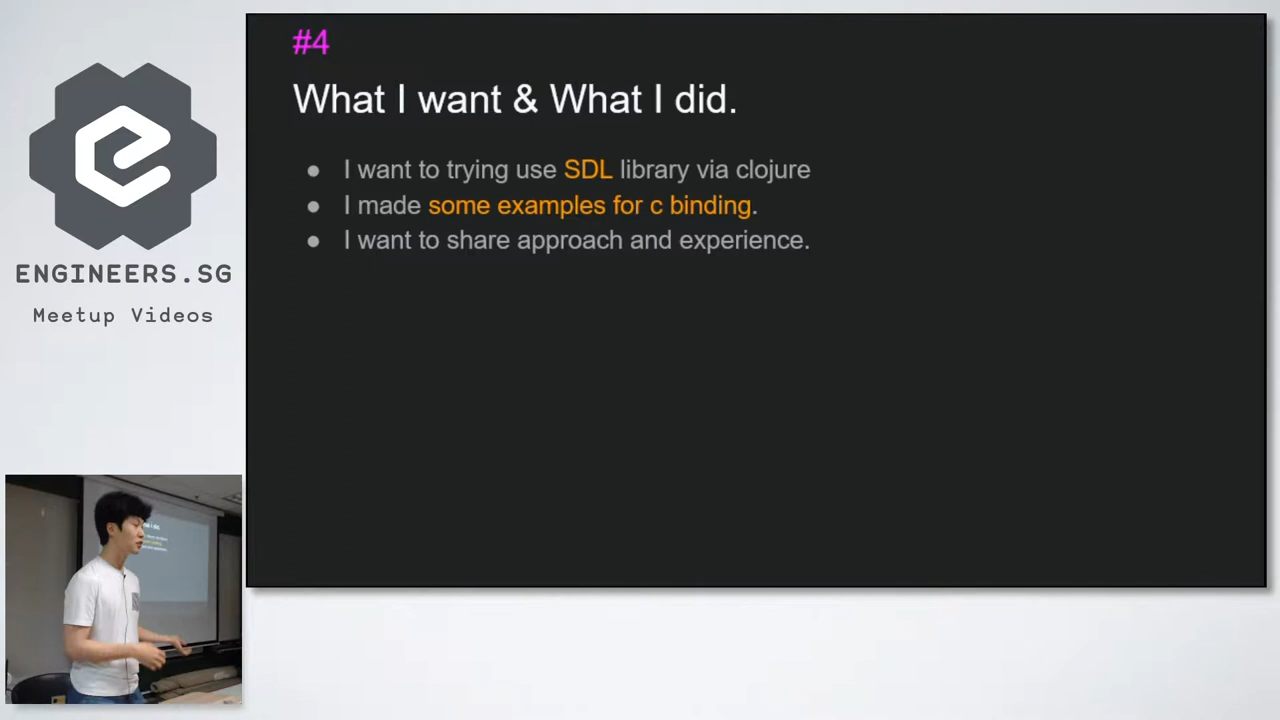 #4
What I want & What I did.
● I want to trying use SDL library via clojure
● I made some examples for c binding.
● I want to share approach and experience.
ENGINEERS.SG
Meetup Videos